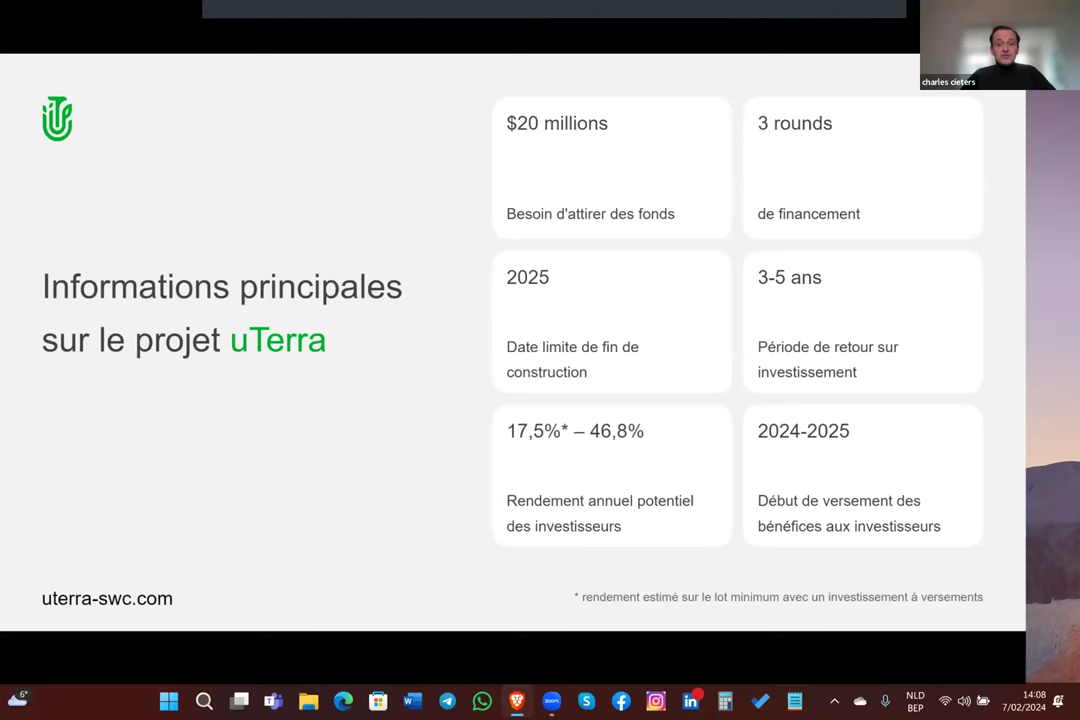 charles cieters
$20 millions
Besoin d'attirer des fonds
3 rounds
de financement
Informations principales
sur le projet uTerra
2025
Date limite de fin de
construction
3-5 ans
Période de retour sur
investissement
17,5%* – 46,8%
Rendement annuel potentiel
des investisseurs
2024-2025
Début de versement des
bénéfices aux investisseurs
uterra-swc.com
* rendement estimé sur le lot minimum avec un investissement à versements
6°
NLD
BEP
14:08
7/02/2024